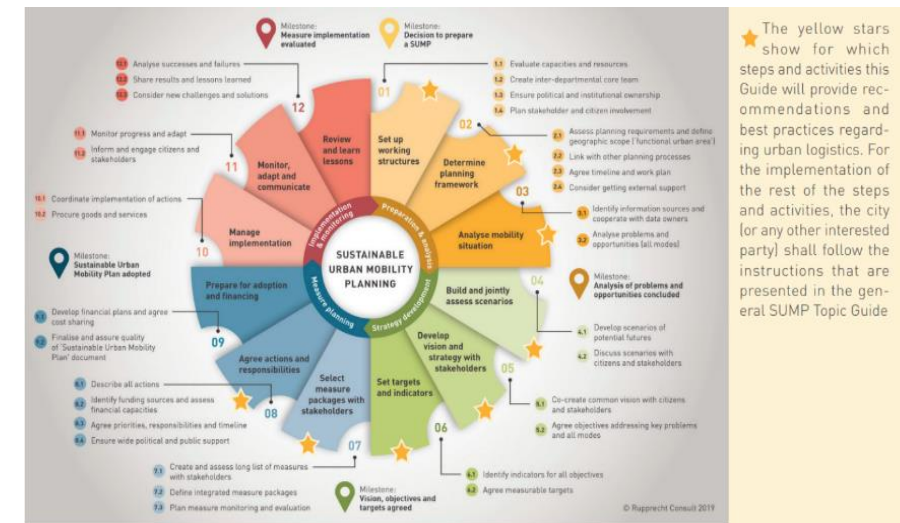 Milestone:
Measure implementation
evaluated
Milestone:
Decision to prepare
a SUMP
12.1 Analyse successes and failures
12.2 Share results and lessons learned
12.3 Consider new challenges and solutions
12
Review
and learn
lessons
01
Set up
working
structures
1.1 Evaluate capacities and resources
1.2 Create inter-departmental core team
1.3 Ensure political and institutional ownership
1.4 Plan stakeholder and citizen involvement
11.1 Monitor progress and adapt
11.2 Inform and engage citizens and
stakeholders
11
Monitor,
adapt and
communicate
02
Determine
planning
framework
2.1 Assess planning requirements and define
geographic scope ('functional urban area')
2.2 Link with other planning processes
2.3 Agree timeline and work plan
2.4 Consider getting external support
10.1 Coordinate implementation of actions
10.2 Procure goods and services
10
Manage
implementation
03
Analyse mobility
situation
3.1 Identify information sources and
cooperate with data owners
3.2 Analyse problems and
opportunities (all modes)
Implementation
& monitoring
Preparation & analysis
SUSTAINABLE
URBAN MOBILITY
PLANNING
Measure planning
Strategy development
Milestone:
Sustainable Urban
Mobility Plan adopted
Milestone:
Analysis of problems and
opportunities concluded
Prepare for adoption
and financing
09
9.1 Develop financial plans and agree
cost sharing
9.2 Finalise and assure quality
of 'Sustainable Urban Mobility
Plan' document
Build and jointly
assess scenarios
04
4.1 Develop scenarios of
potential futures
4.2 Discuss scenarios with
citizens and stakeholders
Agree actions and
responsibilities
08
8.1 Describe all actions
8.2 Identify funding sources and assess
financial capacities
8.3 Agree priorities, responsibilities and timeline
8.4 Ensure wide political and public support
Develop
vision and
strategy with
stakeholders
05
5.1 Co-create common vision with citizens
and stakeholders
5.2 Agree objectives addressing key problems
and all modes
Select
measure
packages with
stakeholders
07
7.1 Create and assess long list of measures
with stakeholders
7.2 Define integrated measure packages
7.3 Plan measure monitoring and evaluation
Set targets
and indicators
06
6.1 Identify indicators for all objectives
6.2 Agree measurable targets
Milestone:
Vision, objectives and
targets agreed
© Rupprecht Consult 2019
The yellow stars
show for which
steps and activities this
Guide will provide rec-
ommendations and
best practices regard-
ing urban logistics. For
the implementation of
the rest of the steps
and activities, the city
(or any other interested
party) shall follow the
instructions that are
presented in the gen-
eral SUMP Topic Guide